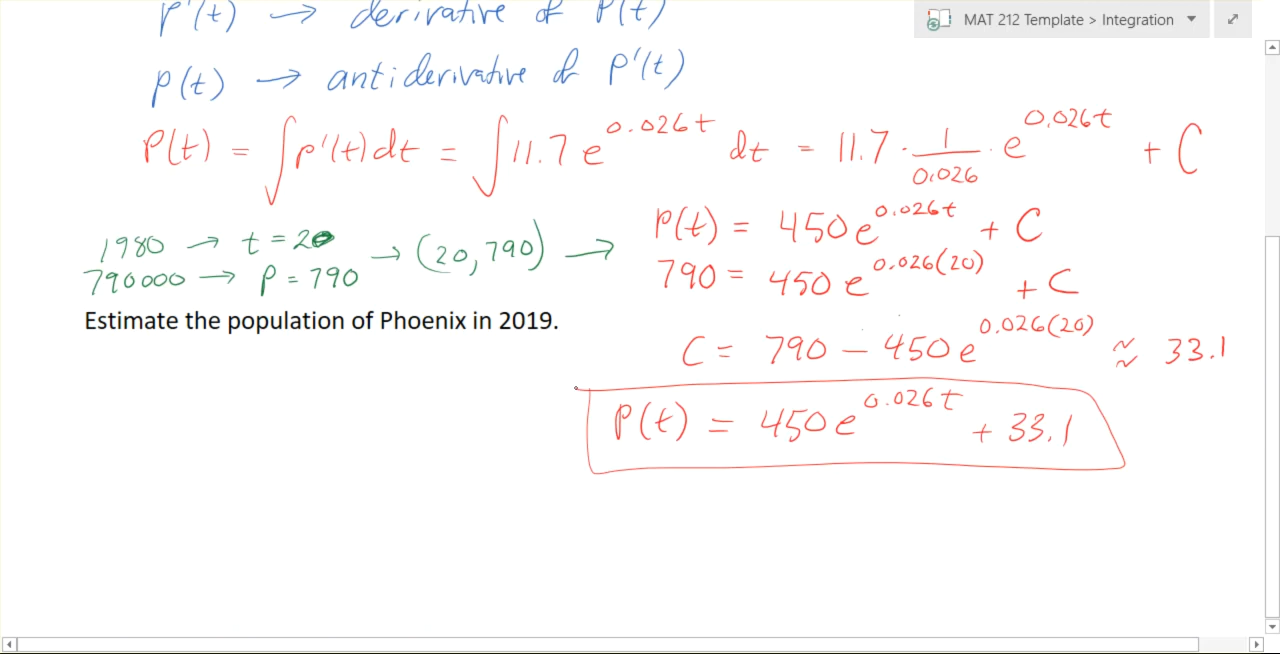 MAT 212 Template > Integration
P'(t) → derivative of P(t)
P(t) → antiderivative of P'(t)
P(t) = ∫P'(t)dt = ∫11.7e^{0.026t} dt = 11.7 · 1/0.026 · e^{0.026t} + C
1980 → t = 20
790000 → P = 790 → (20, 790) →
P(t) = 450e^{0.026t} + C
790 = 450e^{0.026(20)} + C
Estimate the population of Phoenix in 2019.
C = 790 − 450e^{0.026(20)} ≈ 33.1
P(t) = 450e^{0.026t} + 33.1